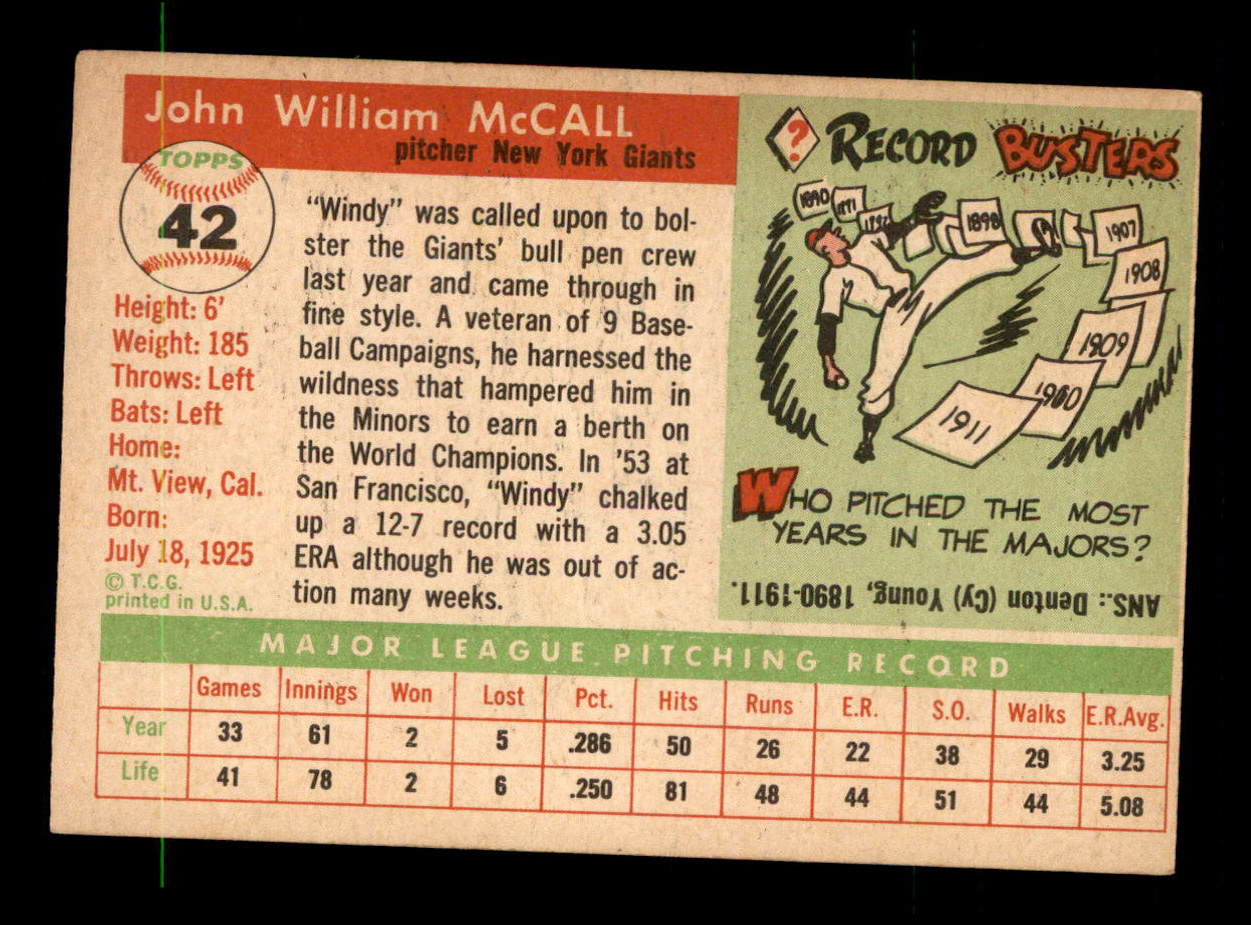 John William McCALL
pitcher New York Giants
TOPPS
42
Height: 6'
Weight: 185
Throws: Left
Bats: Left
Home:
Mt. View, Cal.
Born:
July 18, 1925
© T.C.G.
printed in U.S.A.
“Windy” was called upon to bol-
ster the Giants’ bull pen crew
last year and came through in
fine style. A veteran of 9 Base-
ball Campaigns, he harnessed the
wildness that hampered him in
the Minors to earn a berth on
the World Champions. In ’53 at
San Francisco, “Windy” chalked
up a 12-7 record with a 3.05
ERA although he was out of ac-
tion many weeks.
? RECORD BUSTERS
1890
1891
1898
1907
1908
1909
1911
WHO PITCHED THE MOST
YEARS IN THE MAJORS?
ANS.: Denton (Cy) Young, 1890-1911.
MAJOR LEAGUE PITCHING RECORD
Games Innings Won Lost Pct. Hits Runs E.R. S.O. Walks E.R.Avg.
Year 33 61 2 5 .286 50 26 22 38 29 3.25
Life 41 78 2 6 .250 81 48 44 51 44 5.08